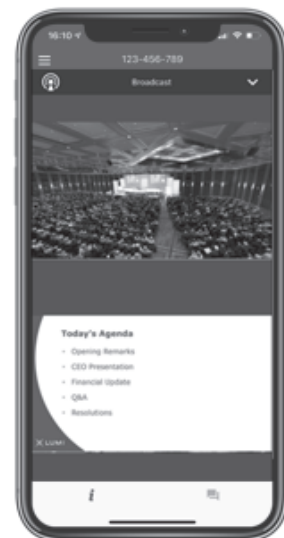 16:10
123-456-789
Broadcast
Today's Agenda
Opening Remarks
CEO Presentation
Financial Update
Q&A
Resolutions
LUMI
i